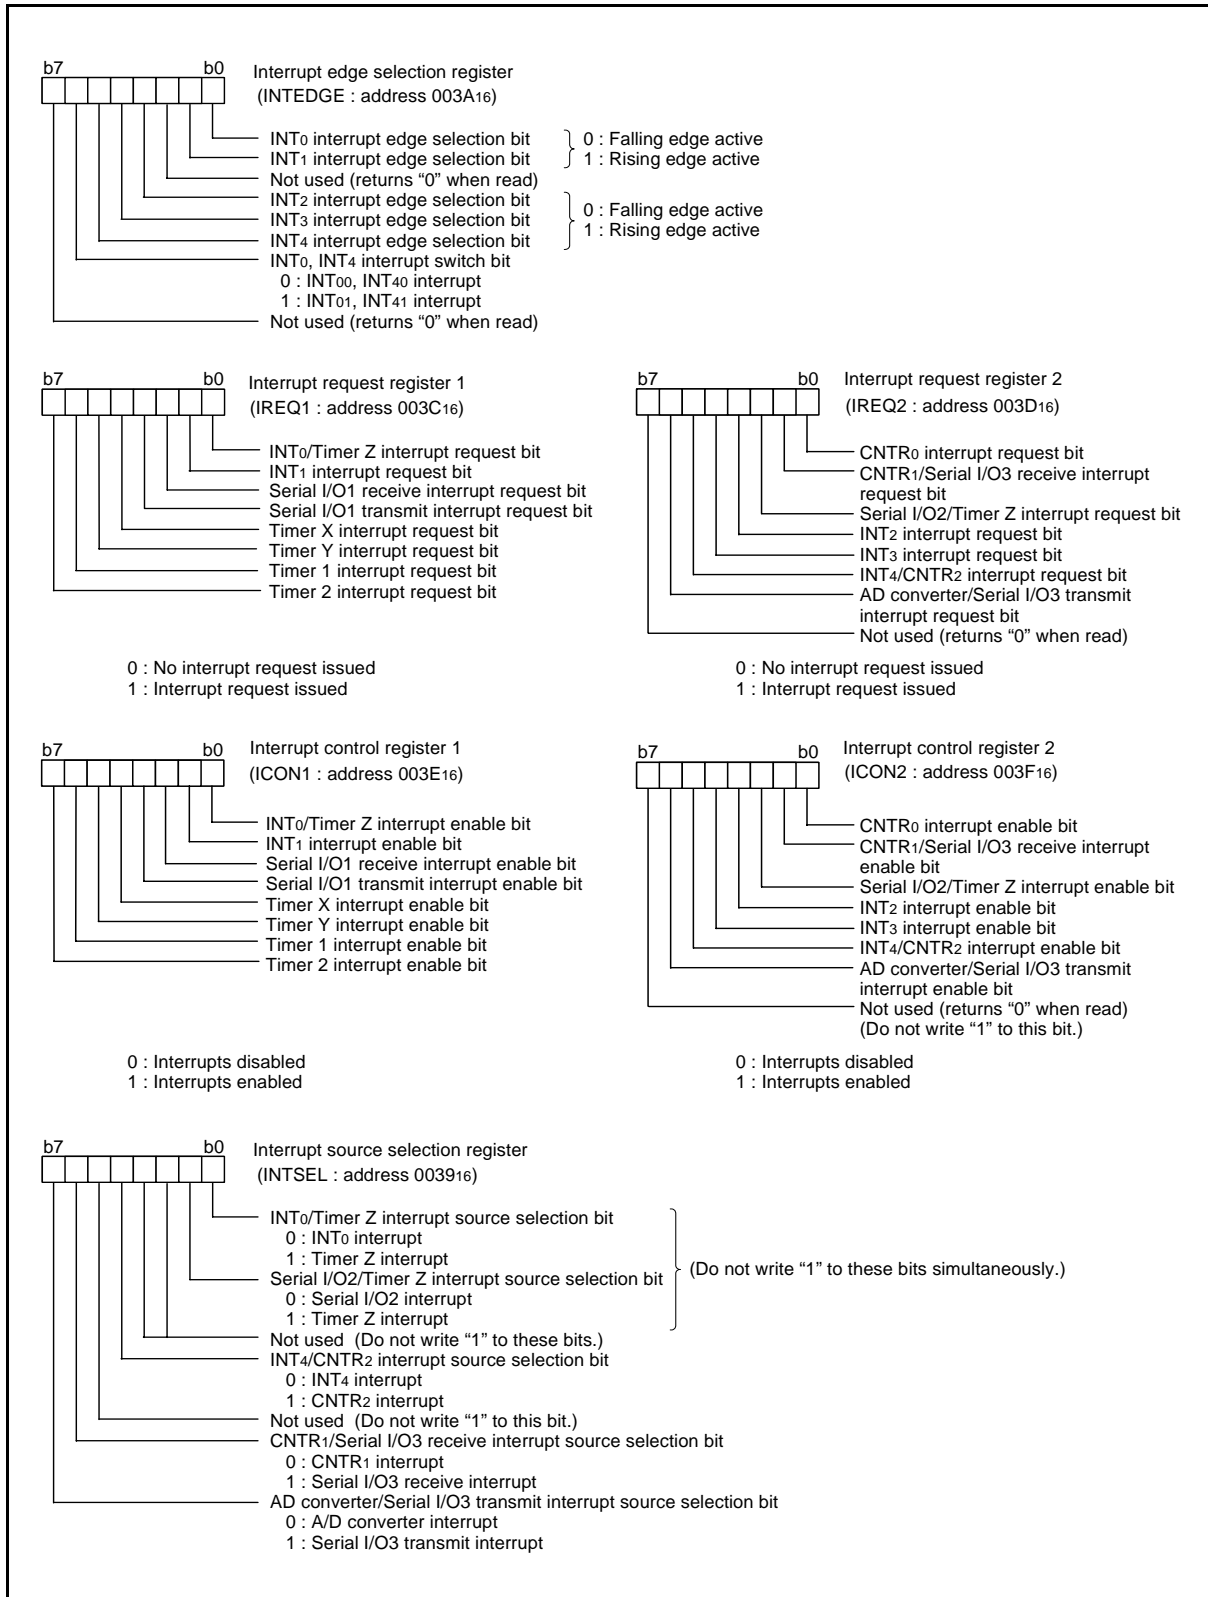 b7 b0 Interrupt edge selection register
(INTEDGE : address 003A16)
INT0 interrupt edge selection bit
INT1 interrupt edge selection bit
0 : Falling edge active
1 : Rising edge active
Not used (returns “0” when read)
INT2 interrupt edge selection bit
INT3 interrupt edge selection bit
INT4 interrupt edge selection bit
0 : Falling edge active
1 : Rising edge active
INT0, INT4 interrupt switch bit
0 : INT00, INT40 interrupt
1 : INT01, INT41 interrupt
Not used (returns “0” when read)
b7 b0 Interrupt request register 1
(IREQ1 : address 003C16)
INT0/Timer Z interrupt request bit
INT1 interrupt request bit
Serial I/O1 receive interrupt request bit
Serial I/O1 transmit interrupt request bit
Timer X interrupt request bit
Timer Y interrupt request bit
Timer 1 interrupt request bit
Timer 2 interrupt request bit
0 : No interrupt request issued
1 : Interrupt request issued
b7 b0 Interrupt request register 2
(IREQ2 : address 003D16)
CNTR0 interrupt request bit
CNTR1/Serial I/O3 receive interrupt
request bit
Serial I/O2/Timer Z interrupt request bit
INT2 interrupt request bit
INT3 interrupt request bit
INT4/CNTR2 interrupt request bit
AD converter/Serial I/O3 transmit
interrupt request bit
Not used (returns “0” when read)
0 : No interrupt request issued
1 : Interrupt request issued
b7 b0 Interrupt control register 1
(ICON1 : address 003E16)
INT0/Timer Z interrupt enable bit
INT1 interrupt enable bit
Serial I/O1 receive interrupt enable bit
Serial I/O1 transmit interrupt enable bit
Timer X interrupt enable bit
Timer Y interrupt enable bit
Timer 1 interrupt enable bit
Timer 2 interrupt enable bit
0 : Interrupts disabled
1 : Interrupts enabled
b7 b0 Interrupt control register 2
(ICON2 : address 003F16)
CNTR0 interrupt enable bit
CNTR1/Serial I/O3 receive interrupt
enable bit
Serial I/O2/Timer Z interrupt enable bit
INT2 interrupt enable bit
INT3 interrupt enable bit
INT4/CNTR2 interrupt enable bit
AD converter/Serial I/O3 transmit
interrupt enable bit
Not used (returns “0” when read)
(Do not write “1” to this bit.)
0 : Interrupts disabled
1 : Interrupts enabled
b7 b0 Interrupt source selection register
(INTSEL : address 003916)
INT0/Timer Z interrupt source selection bit
0 : INT0 interrupt
1 : Timer Z interrupt
Serial I/O2/Timer Z interrupt source selection bit
0 : Serial I/O2 interrupt
1 : Timer Z interrupt
(Do not write “1” to these bits simultaneously.)
Not used (Do not write “1” to these bits.)
INT4/CNTR2 interrupt source selection bit
0 : INT4 interrupt
1 : CNTR2 interrupt
Not used (Do not write “1” to this bit.)
CNTR1/Serial I/O3 receive interrupt source selection bit
0 : CNTR1 interrupt
1 : Serial I/O3 receive interrupt
AD converter/Serial I/O3 transmit interrupt source selection bit
0 : A/D converter interrupt
1 : Serial I/O3 transmit interrupt